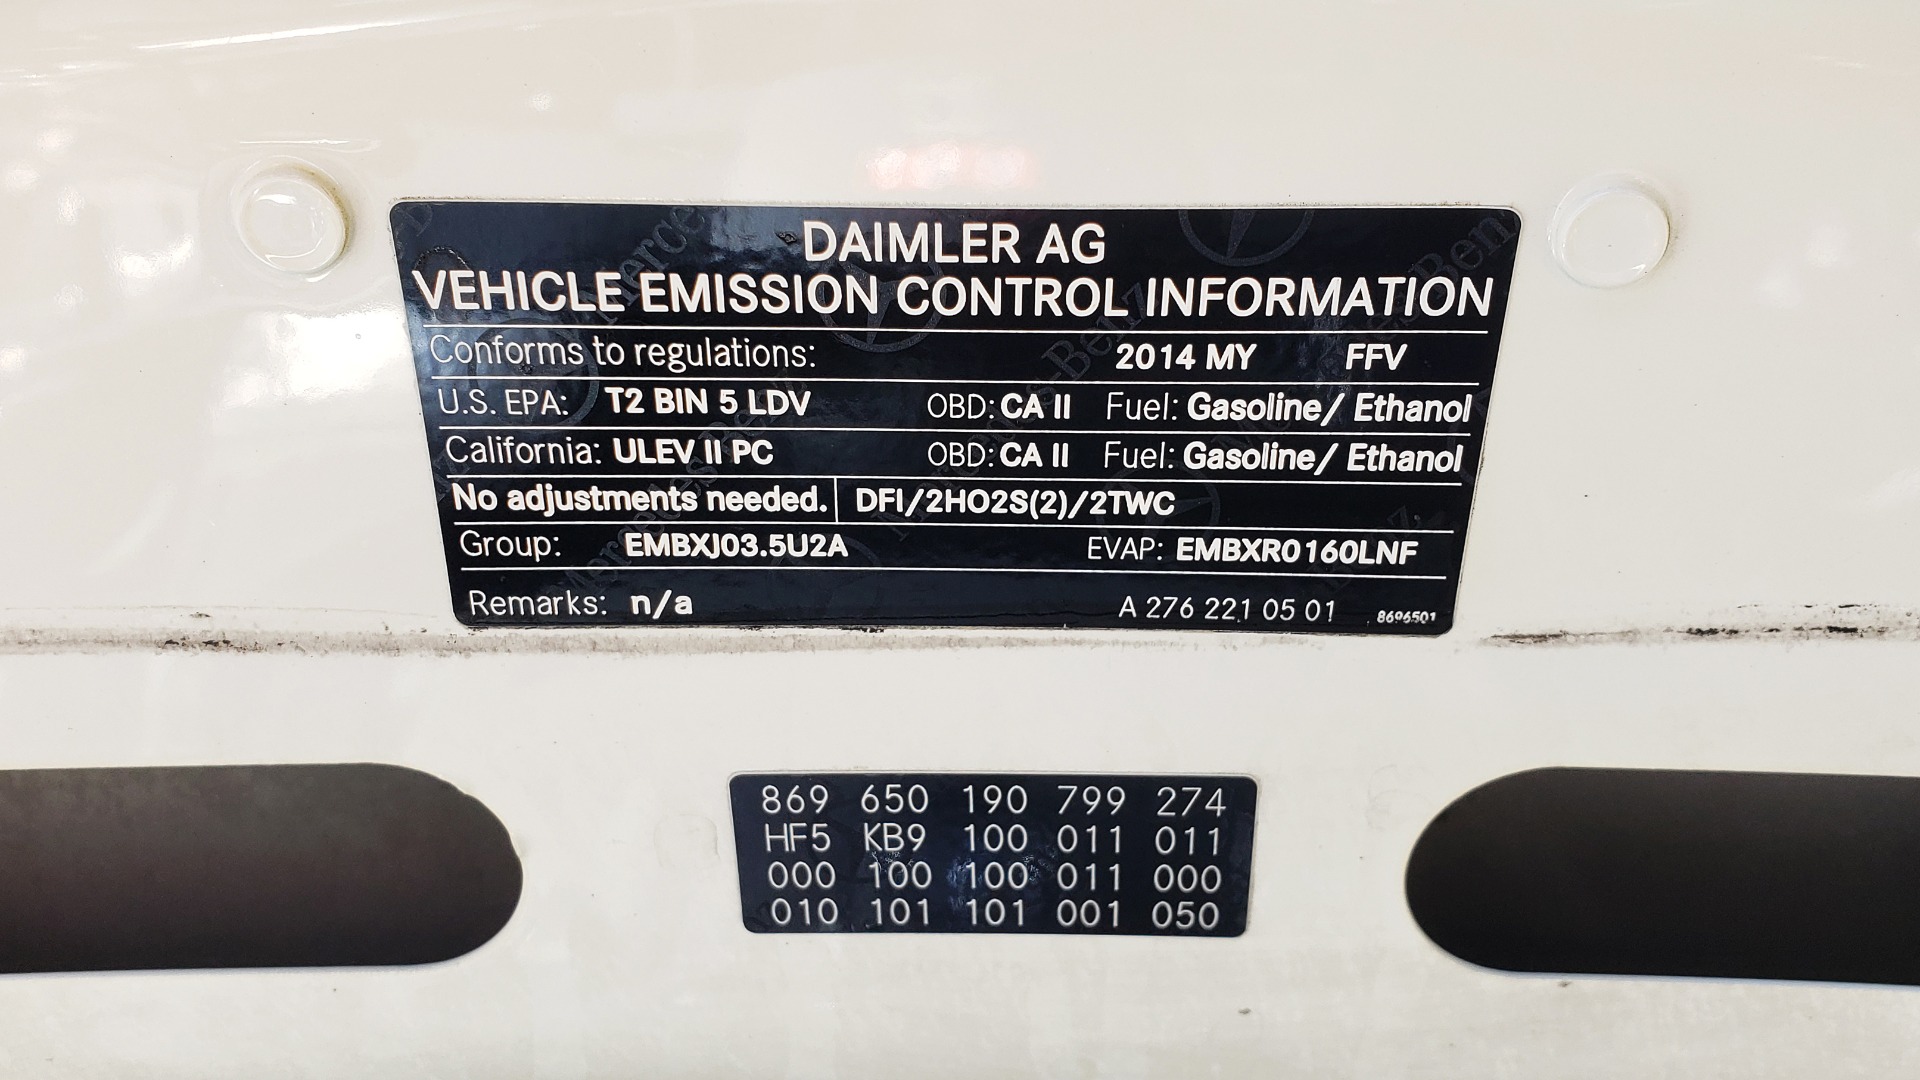 DAIMLER AG
VEHICLE EMISSION CONTROL INFORMATION
Conforms to regulations: 2014 MY FFV
U.S. EPA: T2 BIN 5 LDV OBD: CA II Fuel: Gasoline/ Ethanol
California: ULEV II PC OBD: CA II Fuel: Gasoline/ Ethanol
No adjustments needed. DFI/2HO2S(2)/2TWC
Group: EMBXJ03.5U2A EVAP: EMBXR0160LNF
Remarks: n/a A 276 221 05 01 8696501
869 650 190 799 274
HF5 KB9 100 011 011
000 100 100 011 000
010 101 101 001 050